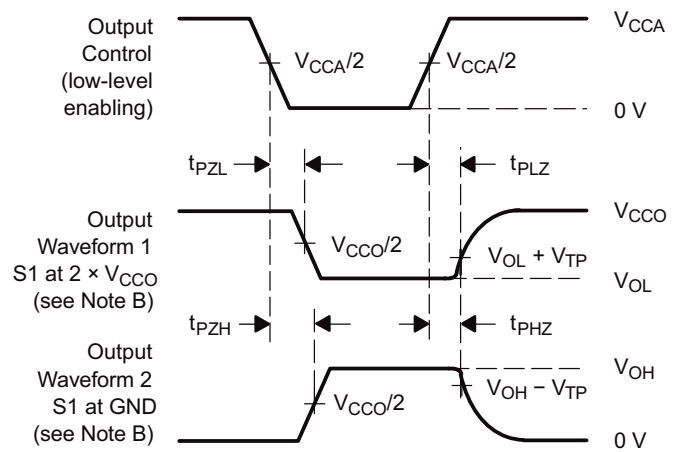 Output
Control
(low-level
enabling)
V_CCA
V_CCA/2
V_CCA/2
0 V
t_PZL
t_PLZ
Output
Waveform 1
S1 at 2 × V_CCO
(see Note B)
V_CCO
V_CCO/2
V_OL + V_TP
V_OL
t_PZH
t_PHZ
Output
Waveform 2
S1 at GND
(see Note B)
V_OH
V_OH − V_TP
V_CCO/2
0 V